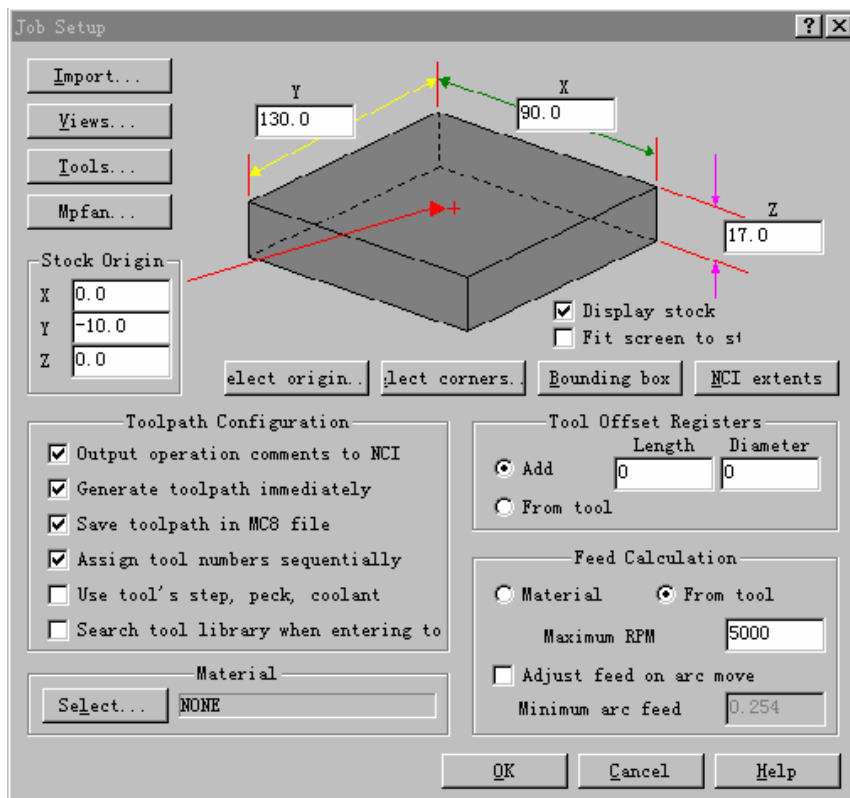 Job Setup
Import...
Views...
Tools...
Mpfan...
Y
130.0
X
90.0
Z
17.0
Stock Origin
X 0.0
Y -10.0
Z 0.0
Display stock
Fit screen to st
elect origin.. lect corners.. Bounding box NCI extents
Toolpath Configuration
Output operation comments to NCI
Generate toolpath immediately
Save toolpath in MC8 file
Assign tool numbers sequentially
Use tool's step, peck, coolant
Search tool library when entering to
Tool Offset Registers
Length Diameter
Add 0 0
From tool
Feed Calculation
Material From tool
Maximum RPM 5000
Adjust feed on arc move
Minimum arc feed 0.254
Material
Select... NONE
OK Cancel Help